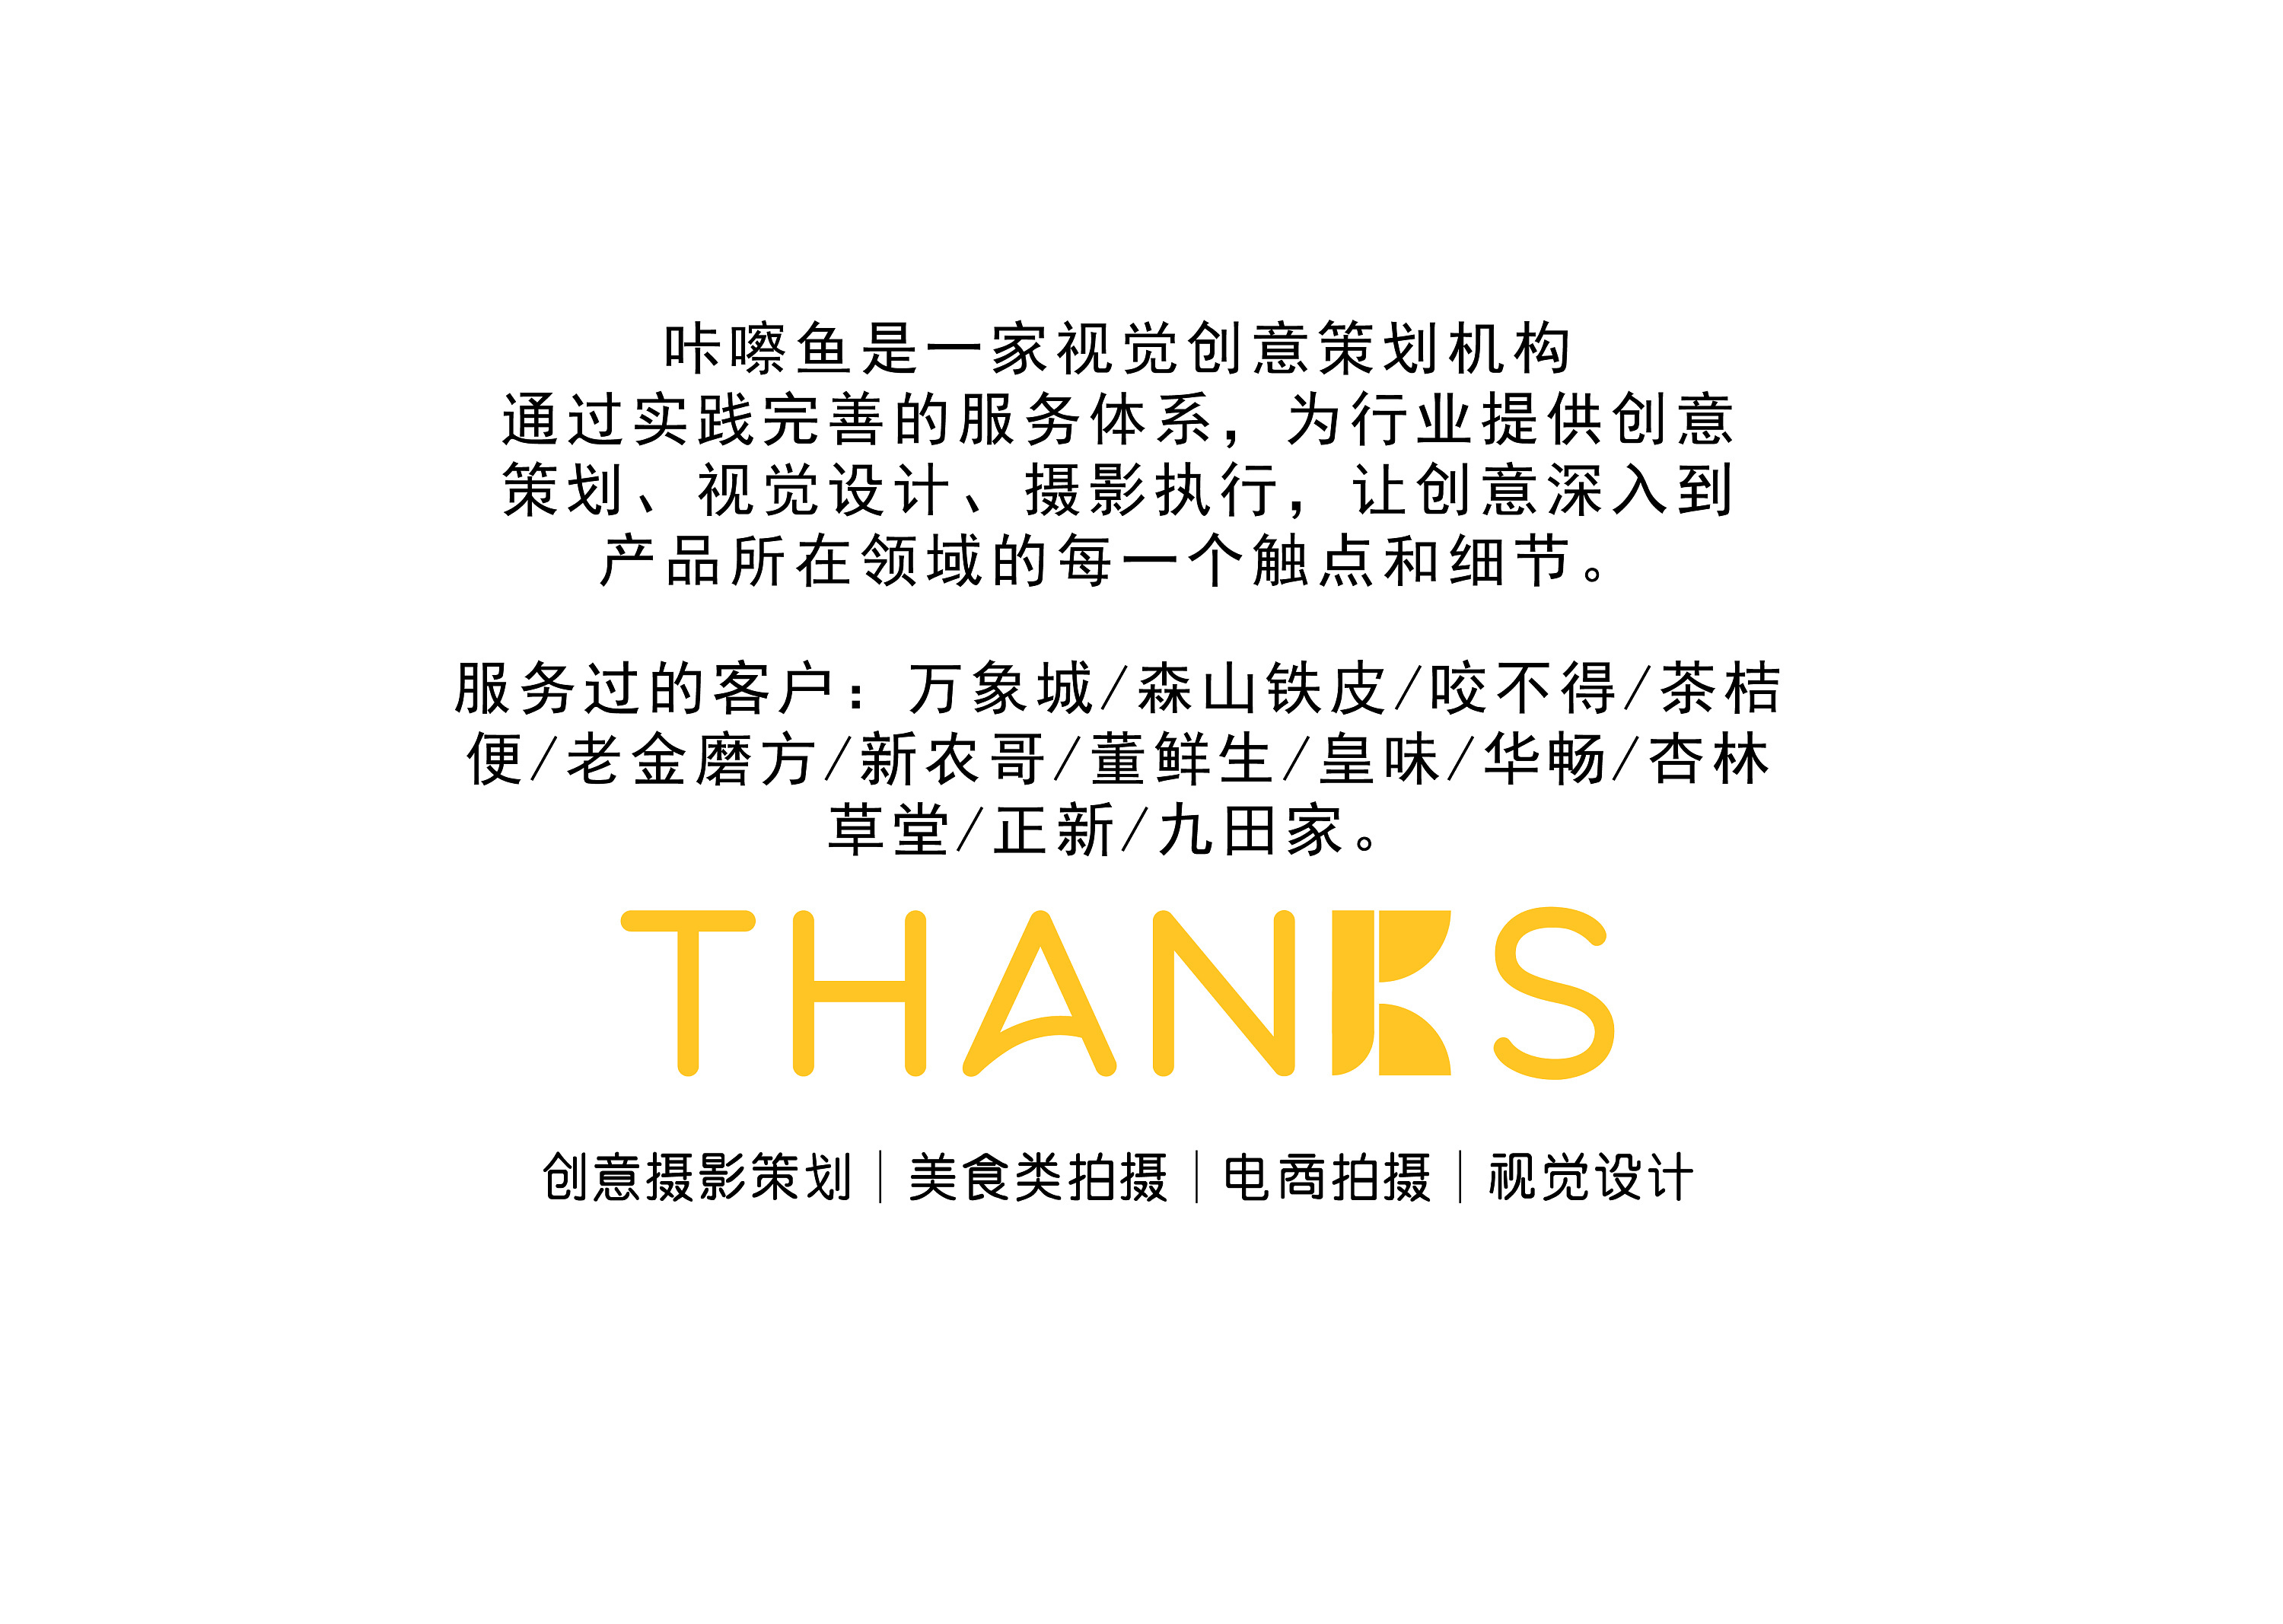 咔嚓鱼是一家视觉创意策划机构
通过实践完善的服务体系，为行业提供创意
策划、视觉设计、摄影执行，让创意深入到
产品所在领域的每一个触点和细节。
服务过的客户：万象城/森山铁皮/咬不得/茶桔
便/老金磨方/新农哥/重鲜生/皇味/华畅/杏林
草堂/正新/九田家。
THANKS
创意摄影策划｜美食类拍摄｜电商拍摄｜视觉设计